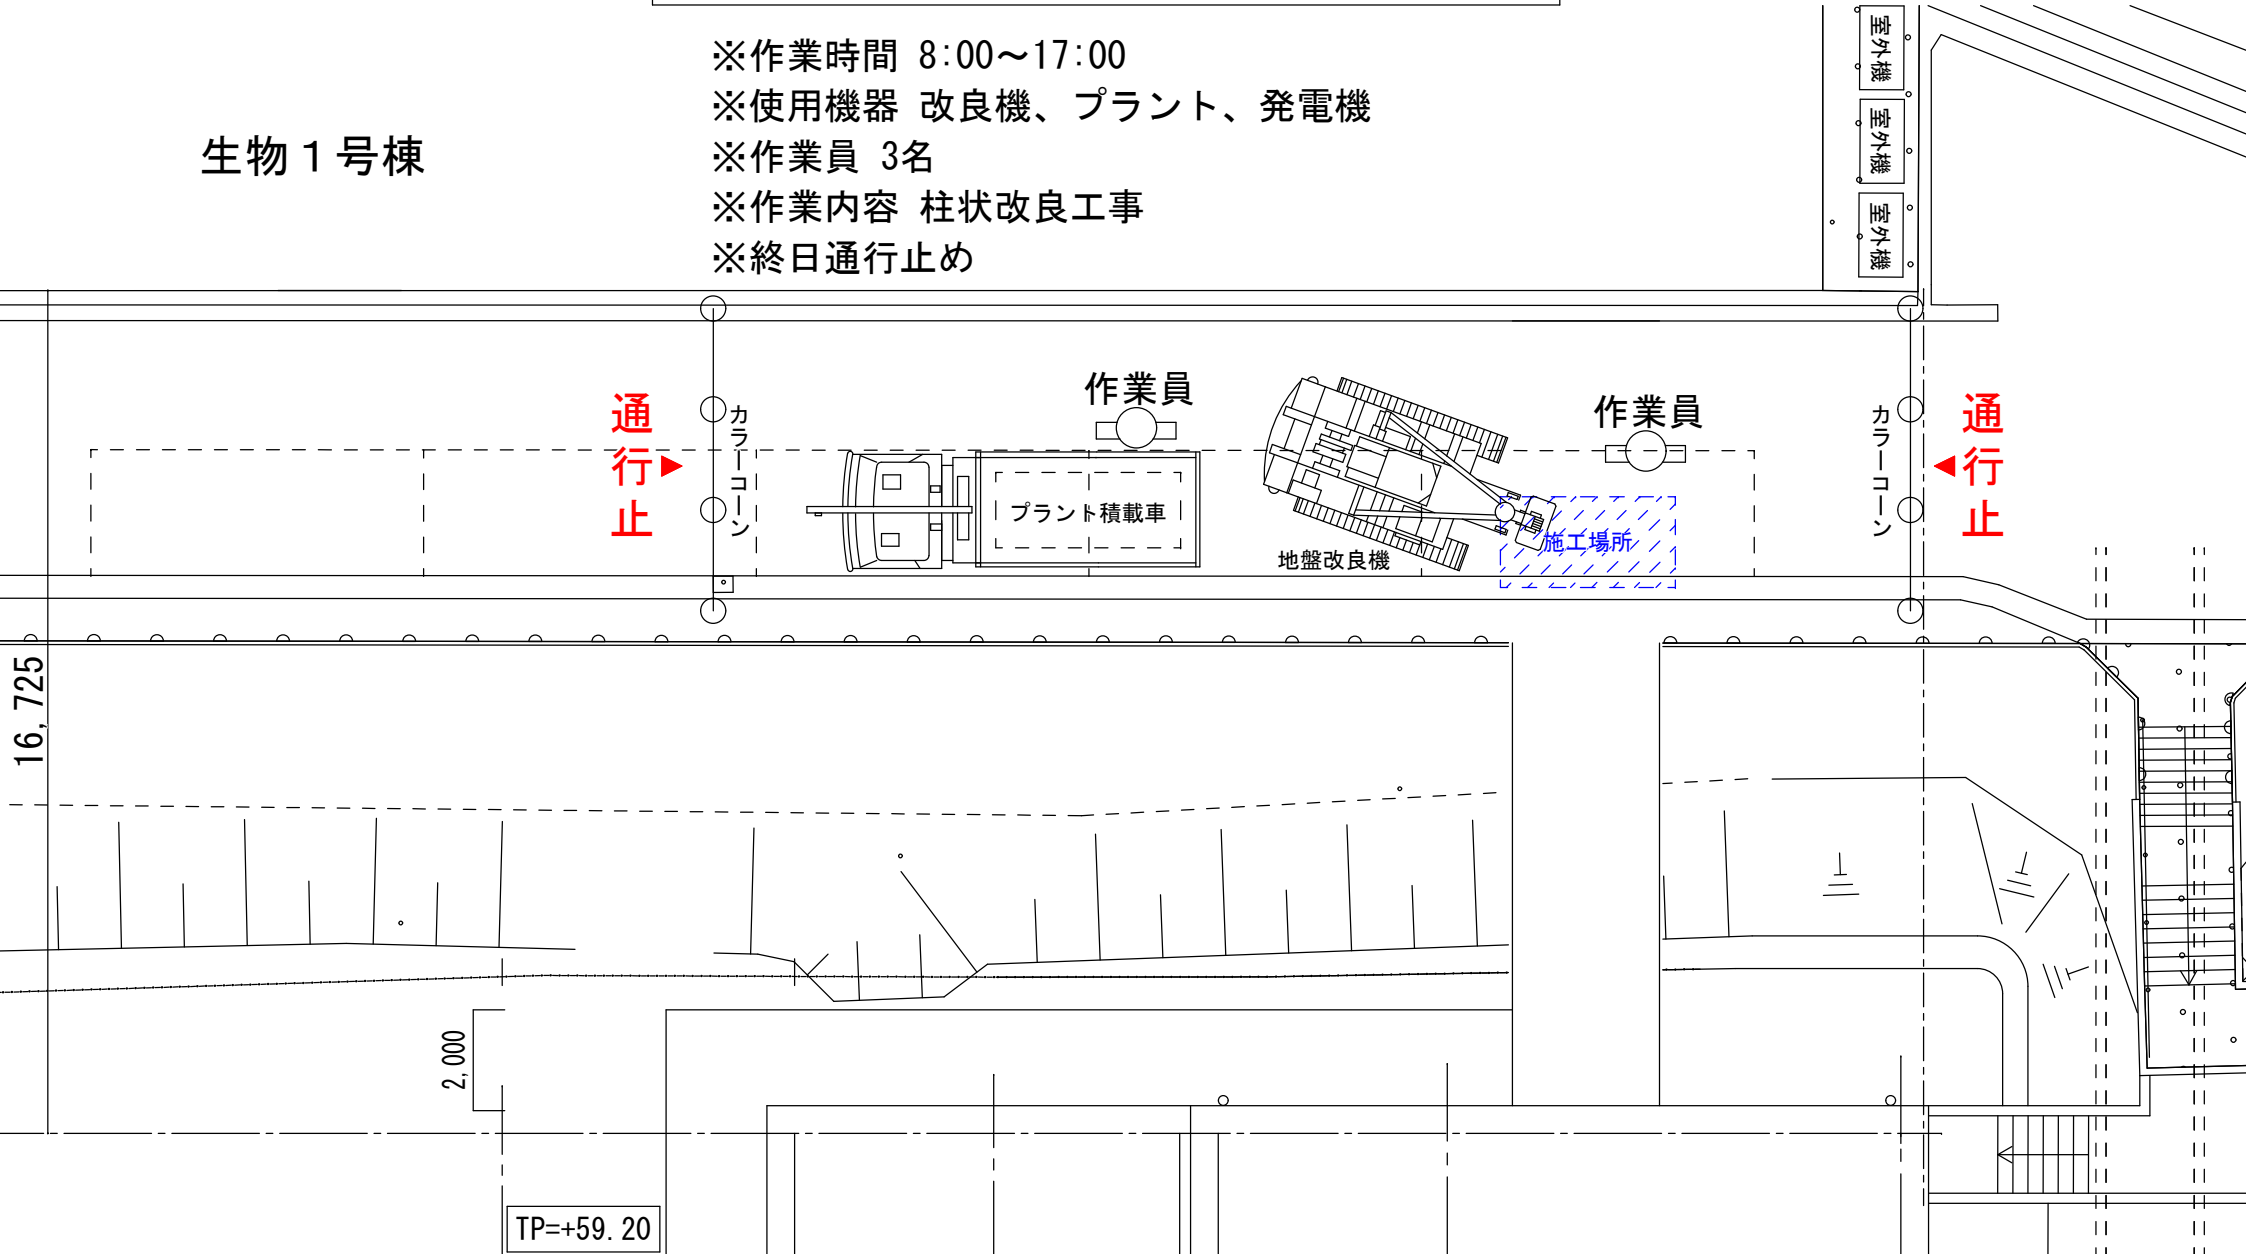 ※作業時間 8:00～17:00
※使用機器 改良機、プラント、発電機
※作業員 3名
※作業内容 柱状改良工事
※終日通行止め
生物１号棟
室外機
室外機
室外機
通行止
カラーコーン
作業員
プラント積載車
地盤改良機
作業員
施工場所
カラーコーン
通行止
16,725
2,000
TP=+59.20